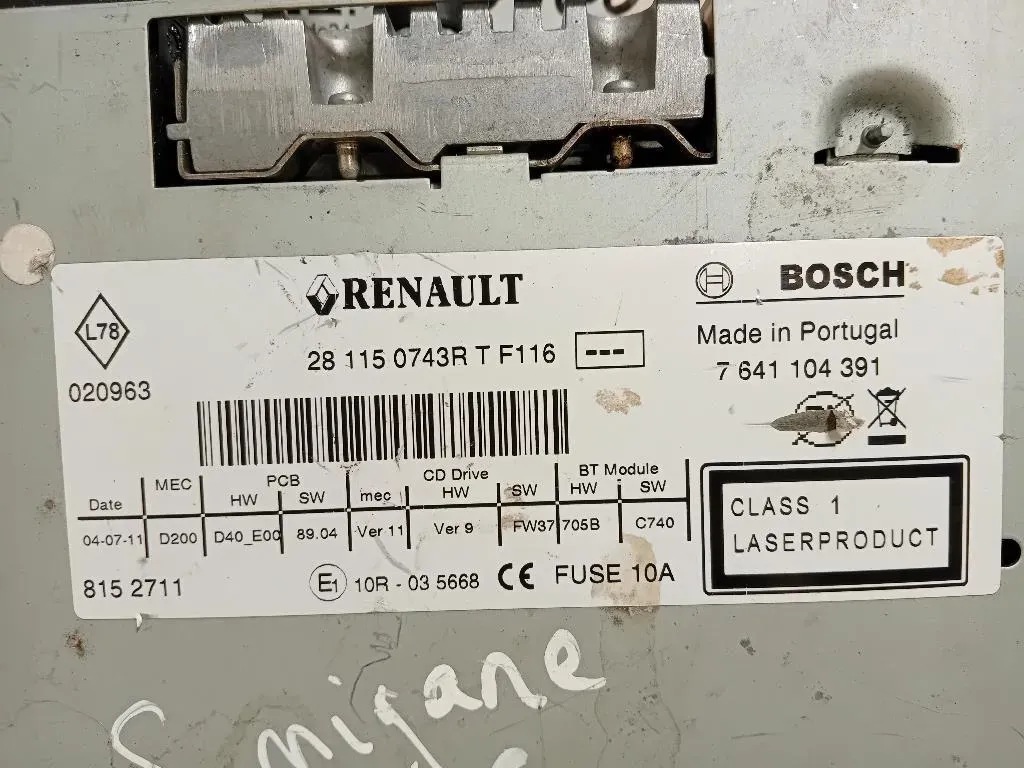 RENAULT
BOSCH
L78
28 115 0743R T F116 ---
Made in Portugal
020963
7 641 104 391
Date MEC PCB HW SW mec CD Drive HW SW BT Module HW SW
04-07-11 D200 D40_E00 89.04 Ver 11 Ver 9 FW37 705B C740
CLASS 1
LASERPRODUCT
815 2711
E1 10R - 03 5668 CE FUSE 10A